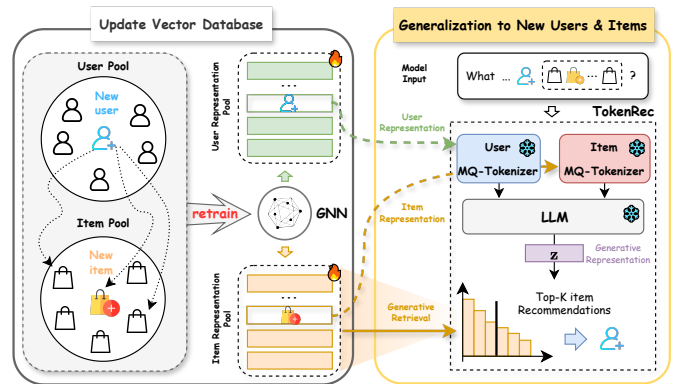 Update Vector Database
User Pool
New
user
Item Pool
New
item
retrain
User Representation
Pool
...
GNN
Item Representation
Pool
...
Generalization to New Users & Items
Model
Input
What ... ... ?
TokenRec
User
Representation
User
MQ-Tokenizer
Item
MQ-Tokenizer
Item
Representation
LLM
z
Generative
Representation
Generative
Retrieval
Top-K item
Recommendations